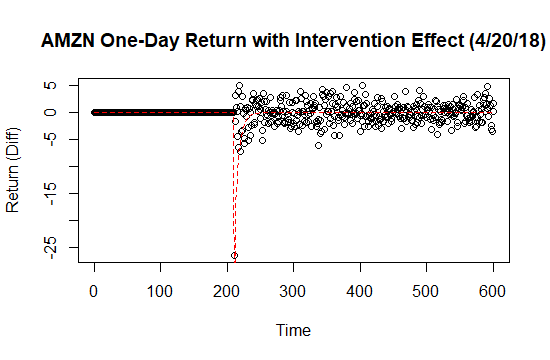 AMZN One-Day Return with Intervention Effect (4/20/18)
Return (Diff)
5
0
-5
-15
-25
0 100 200 300 400 500 600
Time